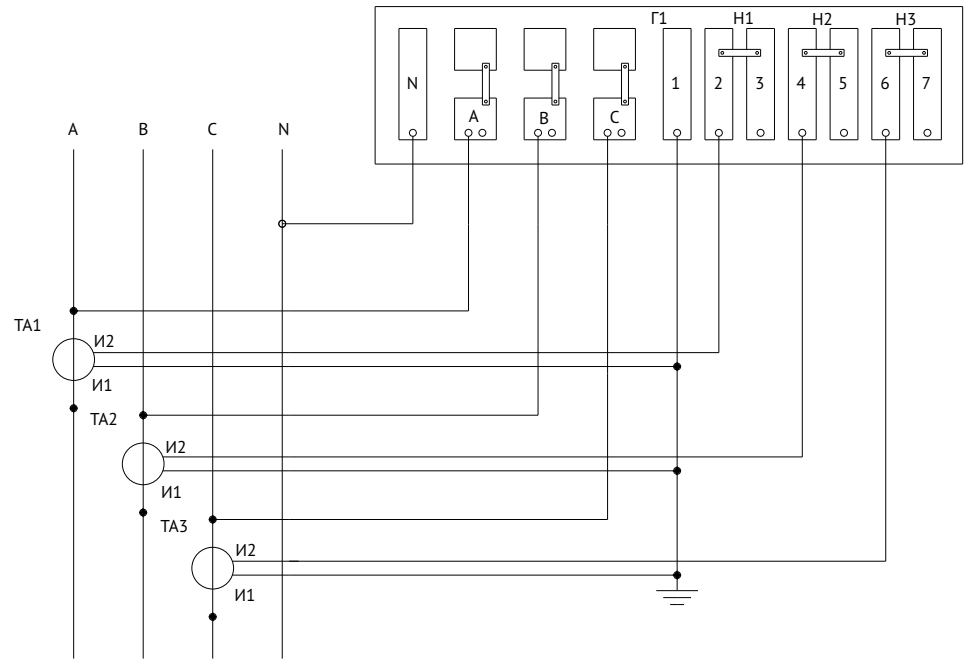 Г1 Н1 Н2 Н3
N 1 2 3 4 5 6 7
А В С
А В С N
ТА1
И2
И1
ТА2
И2
И1
ТА3
И2
И1